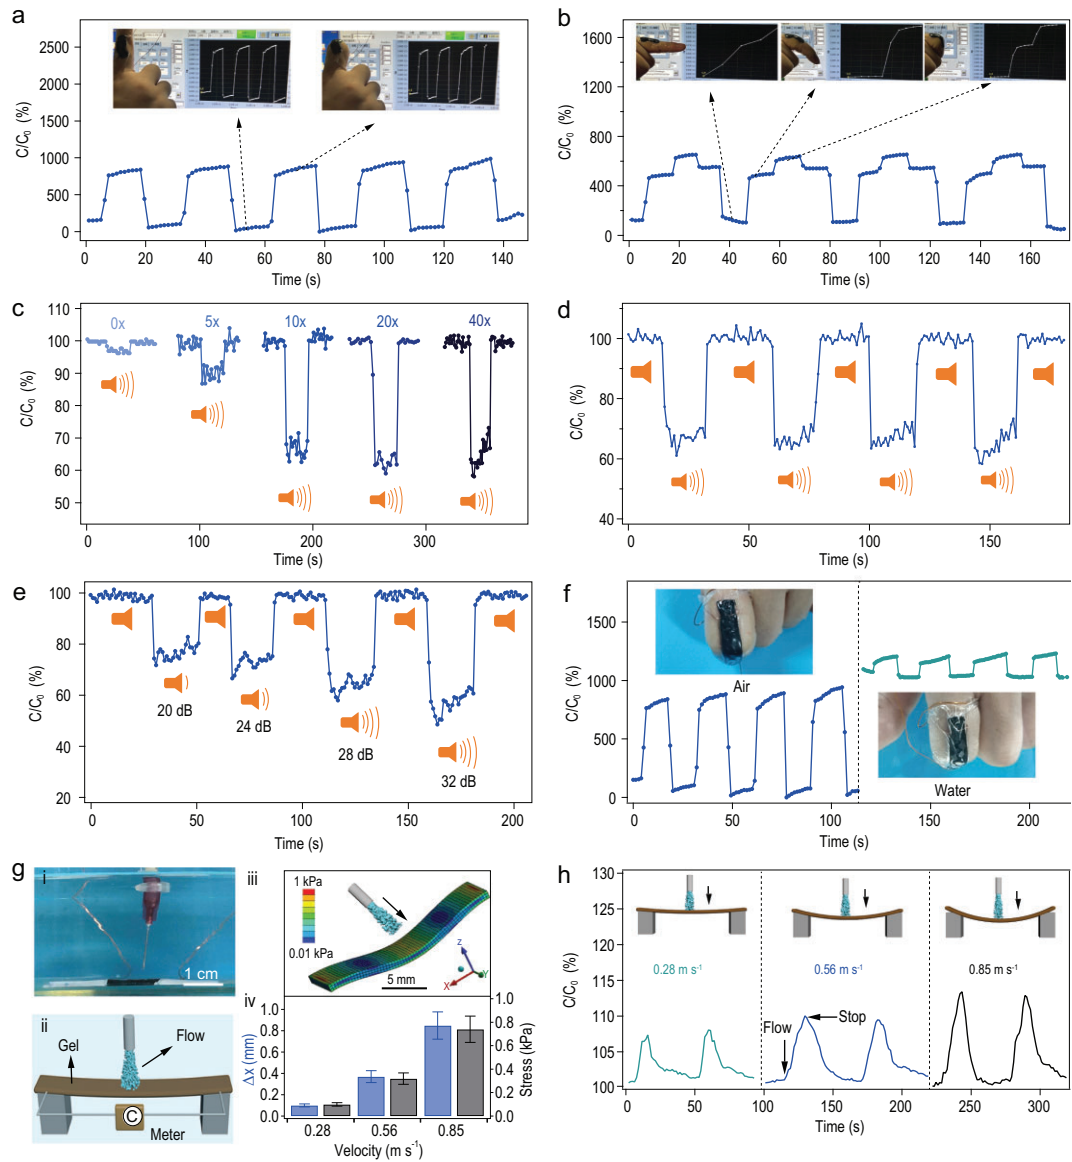 a
2500
2000
1500
1000
500
0
C/C₀ (%)
0 20 40 60 80 100 120 140
Time (s)
b
1600
1200
800
400
0
C/C₀ (%)
0 20 40 60 80 100 120 140 160
Time (s)
c
110
100
90
80
70
60
50
C/C₀ (%)
0x 5x 10x 20x 40x
0 100 200 300
Time (s)
d
100
80
60
40
C/C₀ (%)
0 50 100 150
Time (s)
e
100
80
60
40
20
C/C₀ (%)
20 dB
24 dB
28 dB
32 dB
0 50 100 150 200
Time (s)
f
1500
1000
500
0
C/C₀ (%)
Air
Water
0 50 100 150 200
Time (s)
g
i
1 cm
ii
Gel
Flow
C
Meter
iii
1 kPa
0.01 kPa
5 mm
Z
Y
X
iv
1.0
0.8
0.6
0.4
0.2
0.0
Δx (mm)
1.0
0.8
0.6
0.4
0.2
0.0
Stress (kPa)
0.28 0.56 0.85
Velocity (m s⁻¹)
h
130
125
120
115
110
105
100
C/C₀ (%)
0.28 m s⁻¹ 0.56 m s⁻¹ 0.85 m s⁻¹
Flow
Stop
0 50 100 150 200 250 300
Time (s)